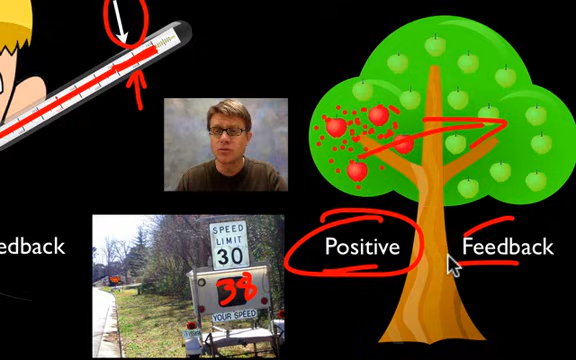 edback
SPEED
LIMIT
30
38
YOUR SPEED
Positive Feedback